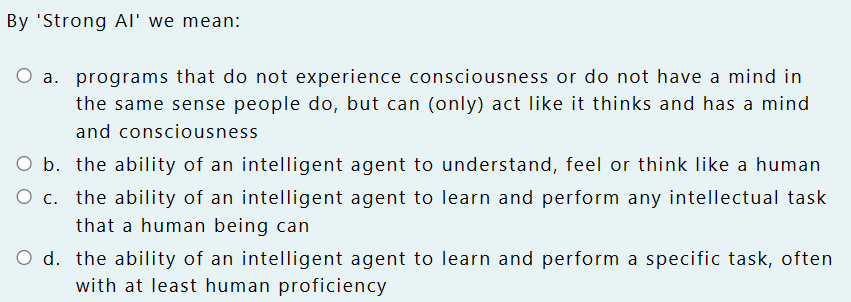 By 'Strong AI' we mean:
a. programs that do not experience consciousness or do not have a mind in
the same sense people do, but can (only) act like it thinks and has a mind
and consciousness
b. the ability of an intelligent agent to understand, feel or think like a human
c. the ability of an intelligent agent to learn and perform any intellectual task
that a human being can
d. the ability of an intelligent agent to learn and perform a specific task, often
with at least human proficiency